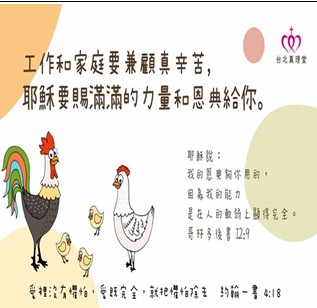 台北真理堂
工作和家庭要兼顧真辛苦，
耶穌要賜滿滿的力量和恩典給你。
耶穌說：
我的恩典夠你用的，
因為我的能力
是在人的軟弱上顯得完全。
哥林多後書 12:9
愛裡沒有懼怕，愛既完全，就把懼怕除去 約翰一書 4:18